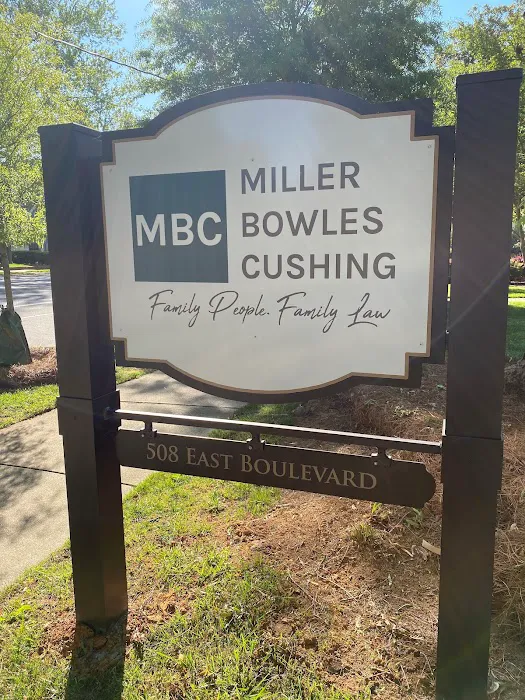 MBC
MILLER
BOWLES
CUSHING
Family People. Family Law
508 EAST BOULEVARD